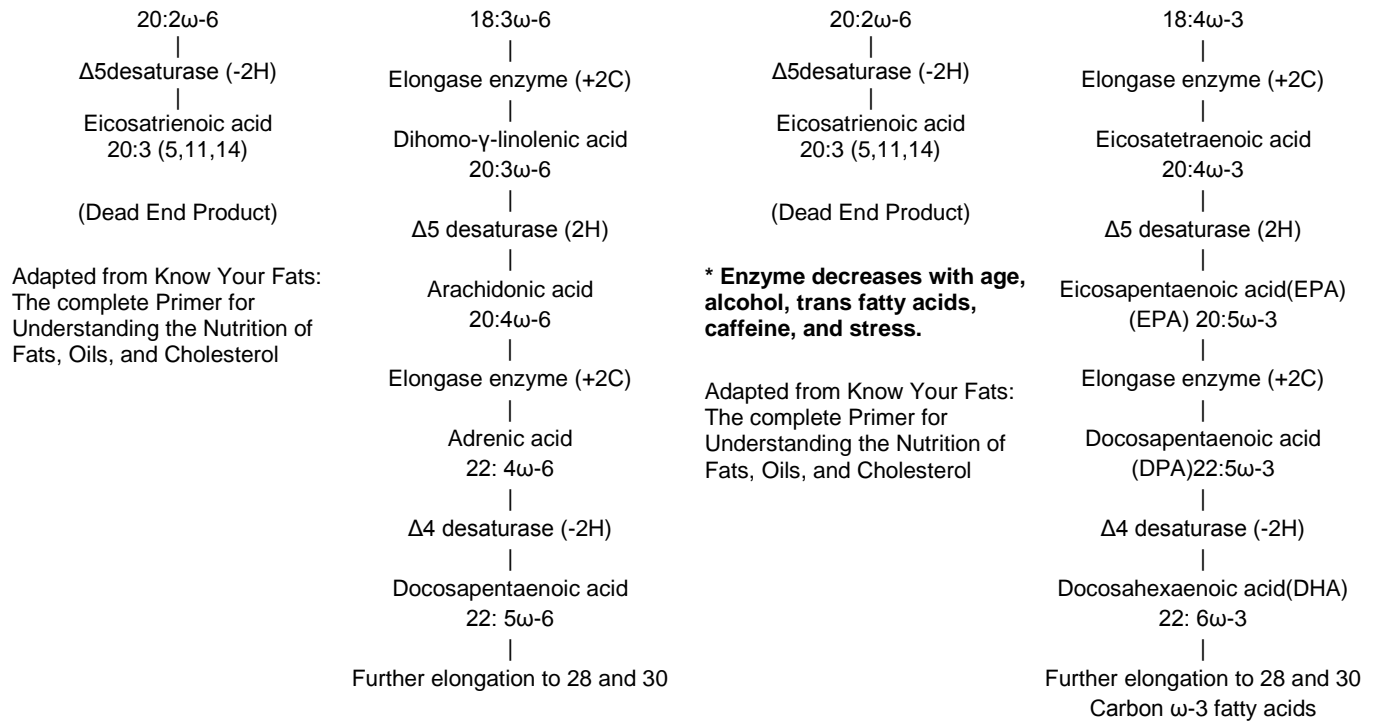 20:2ω-6
|
Δ5desaturase (-2H)
|
Eicosatrienoic acid
20:3 (5,11,14)
(Dead End Product)
Adapted from Know Your Fats:
The complete Primer for
Understanding the Nutrition of
Fats, Oils, and Cholesterol
18:3ω-6
|
Elongase enzyme (+2C)
|
Dihomo-γ-linolenic acid
20:3ω-6
|
Δ5 desaturase (2H)
|
Arachidonic acid
20:4ω-6
|
Elongase enzyme (+2C)
|
Adrenic acid
22: 4ω-6
|
Δ4 desaturase (-2H)
|
Docosapentaenoic acid
22: 5ω-6
|
Further elongation to 28 and 30
20:2ω-6
|
Δ5desaturase (-2H)
|
Eicosatrienoic acid
20:3 (5,11,14)
(Dead End Product)
* Enzyme decreases with age,
alcohol, trans fatty acids,
caffeine, and stress.
Adapted from Know Your Fats:
The complete Primer for
Understanding the Nutrition of
Fats, Oils, and Cholesterol
18:4ω-3
|
Elongase enzyme (+2C)
|
Eicosatetraenoic acid
20:4ω-3
|
Δ5 desaturase (2H)
|
Eicosapentaenoic acid(EPA)
(EPA) 20:5ω-3
|
Elongase enzyme (+2C)
|
Docosapentaenoic acid
(DPA)22:5ω-3
|
Δ4 desaturase (-2H)
|
Docosahexaenoic acid(DHA)
22: 6ω-3
|
Further elongation to 28 and 30
Carbon ω-3 fatty acids